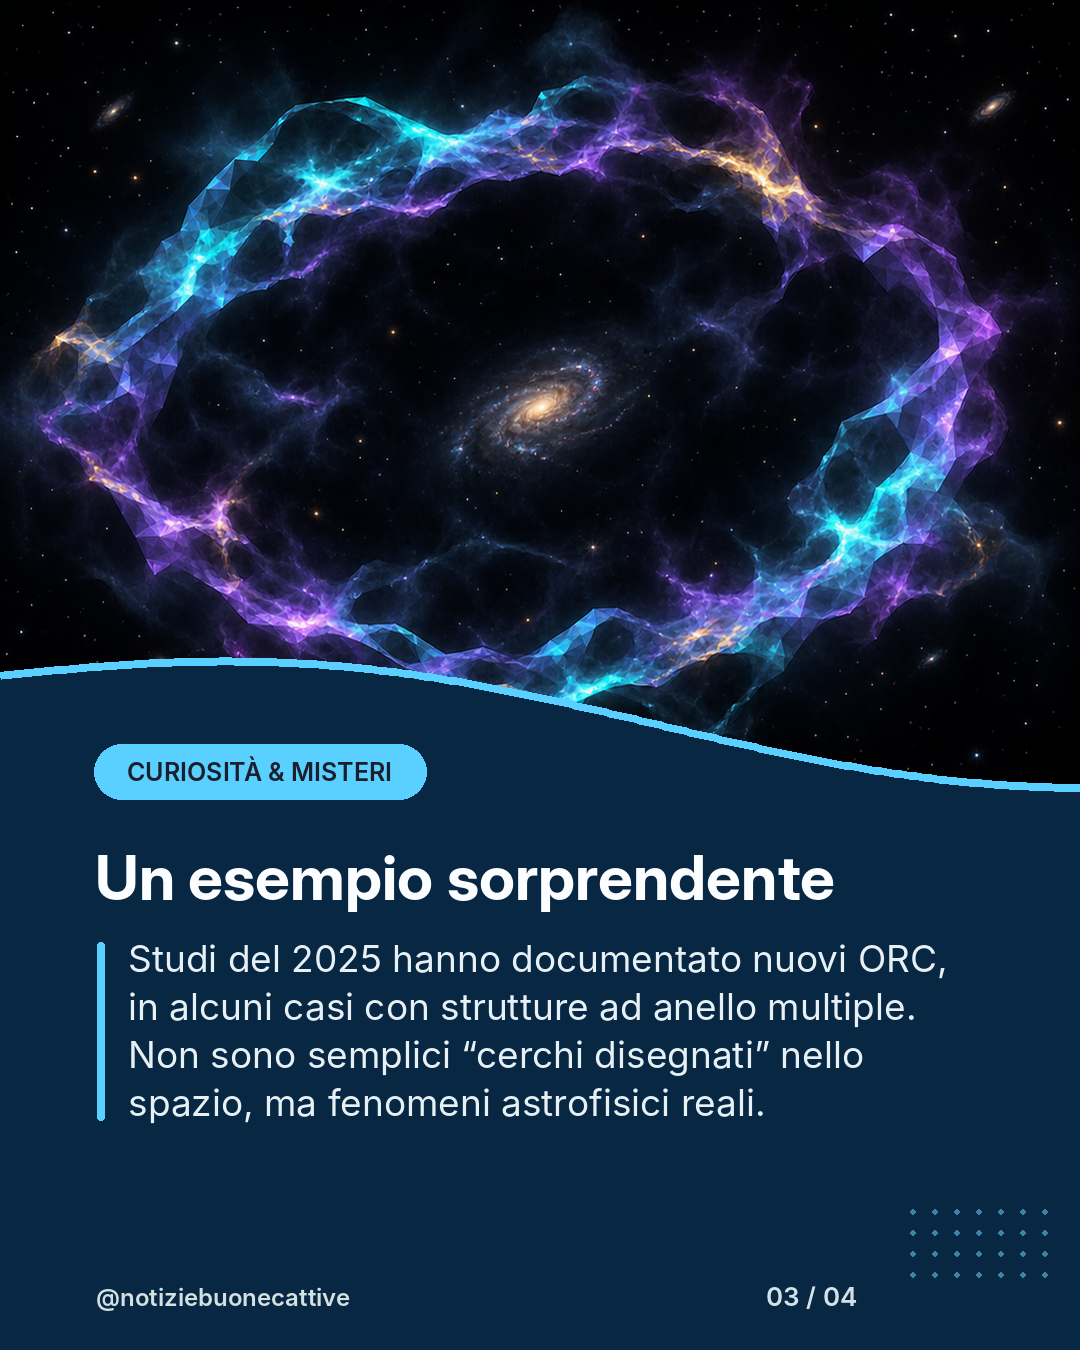 CURIOSITÀ & MISTERI
Un esempio sorprendente
Studi del 2025 hanno documentato nuovi ORC,
in alcuni casi con strutture ad anello multiple.
Non sono semplici “cerchi disegnati” nello
spazio, ma fenomeni astrofisici reali.
@notiziebuonecattive
03 / 04